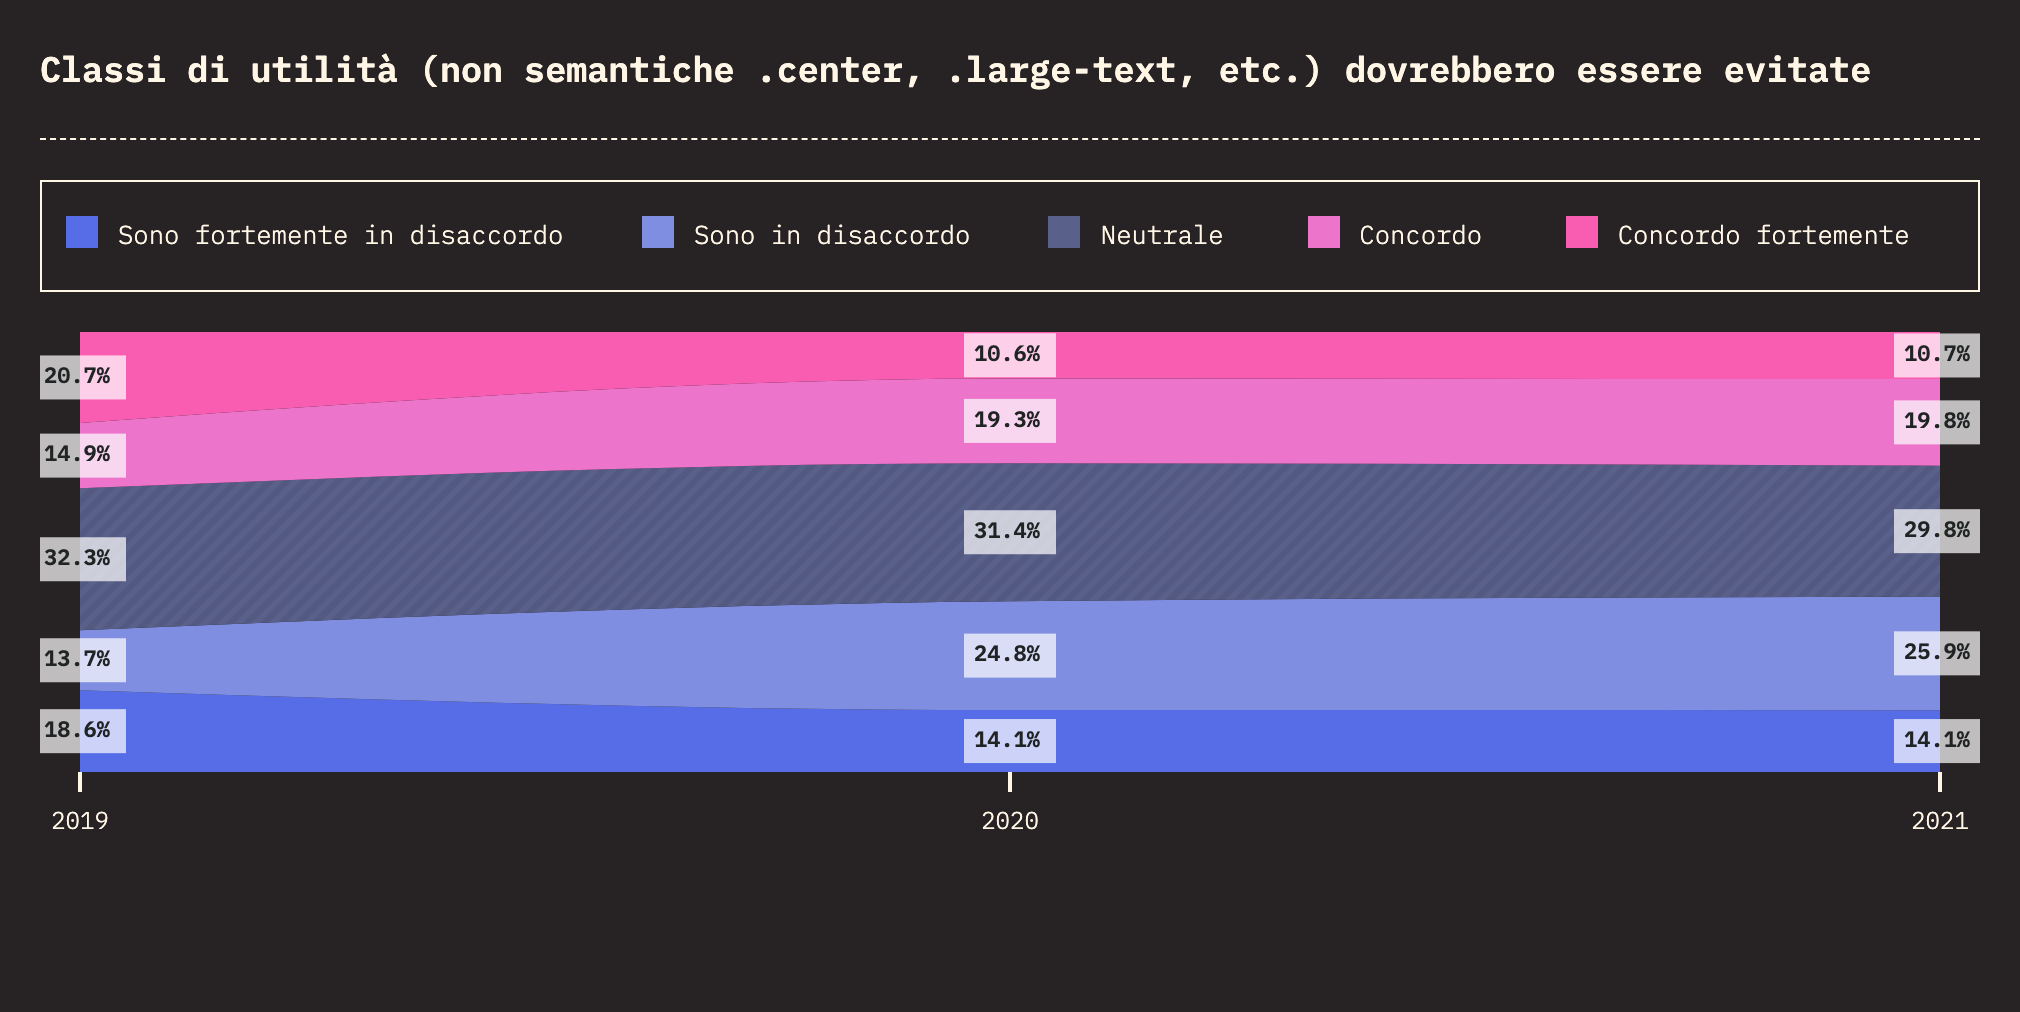 Classi di utilità (non semantiche .center, .large-text, etc.) dovrebbero essere evitate
Sono fortemente in disaccordo Sono in disaccordo Neutrale Concordo Concordo fortemente
20.7% 10.6% 10.7%
14.9% 19.3% 19.8%
32.3% 31.4% 29.8%
13.7% 24.8% 25.9%
18.6% 14.1% 14.1%
2019 2020 2021